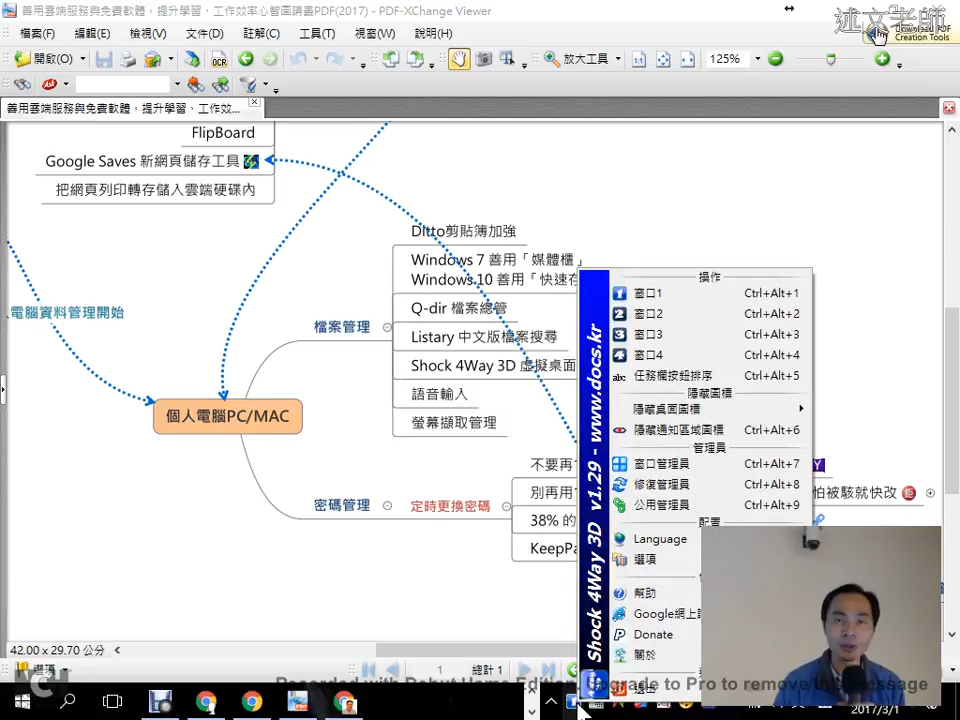 善用雲端服務與免費軟體，提升學習、工作效率心智圖講義PDF(2017) - PDF-XChange Viewer
述文老師
檔案(F) 編輯(E) 檢視(V) 文件(D) 註解(C) 工具(T) 視窗(W) 說明(H)
Download PDF
Creation Tools
開啟(O) OCR 放大工具 125%
善用雲端服務與免費軟體，提升學習、工作效...
FlipBoard
Google Saves 新網頁儲存工具
把網頁列印轉存儲入雲端硬碟內
電腦資料管理開始
個人電腦PC/MAC
檔案管理
Ditto剪貼簿加強
Windows 7 善用「媒體櫃」
Windows 10 善用「快速存
Q-dir 檔案總管
Listary 中文版檔案搜尋
Shock 4Way 3D 虛擬桌面
語音輸入
螢幕擷取管理
密碼管理
定時更換密碼
不要再
別再用
38% 的
KeepPa
怕被駭就快改
Shock 4Way 3D v1.29 - www.docs.kr
操作
窗口1 Ctrl+Alt+1
窗口2 Ctrl+Alt+2
窗口3 Ctrl+Alt+3
窗口4 Ctrl+Alt+4
abc 任務欄按鈕排序 Ctrl+Alt+5
隱藏圖標
隱藏桌面圖標
隱藏通知區域圖標 Ctrl+Alt+6
管理員
窗口管理員 Ctrl+Alt+7
修復管理員 Ctrl+Alt+8
公用管理員 Ctrl+Alt+9
配置
Language
選項
幫助
Google網上
Donate
關於
退出
42.00 x 29.70 公分
選項
1 總計 1
Recorded with Debut Home Edition. Upgrade to Pro to remove this message
2017/3/1